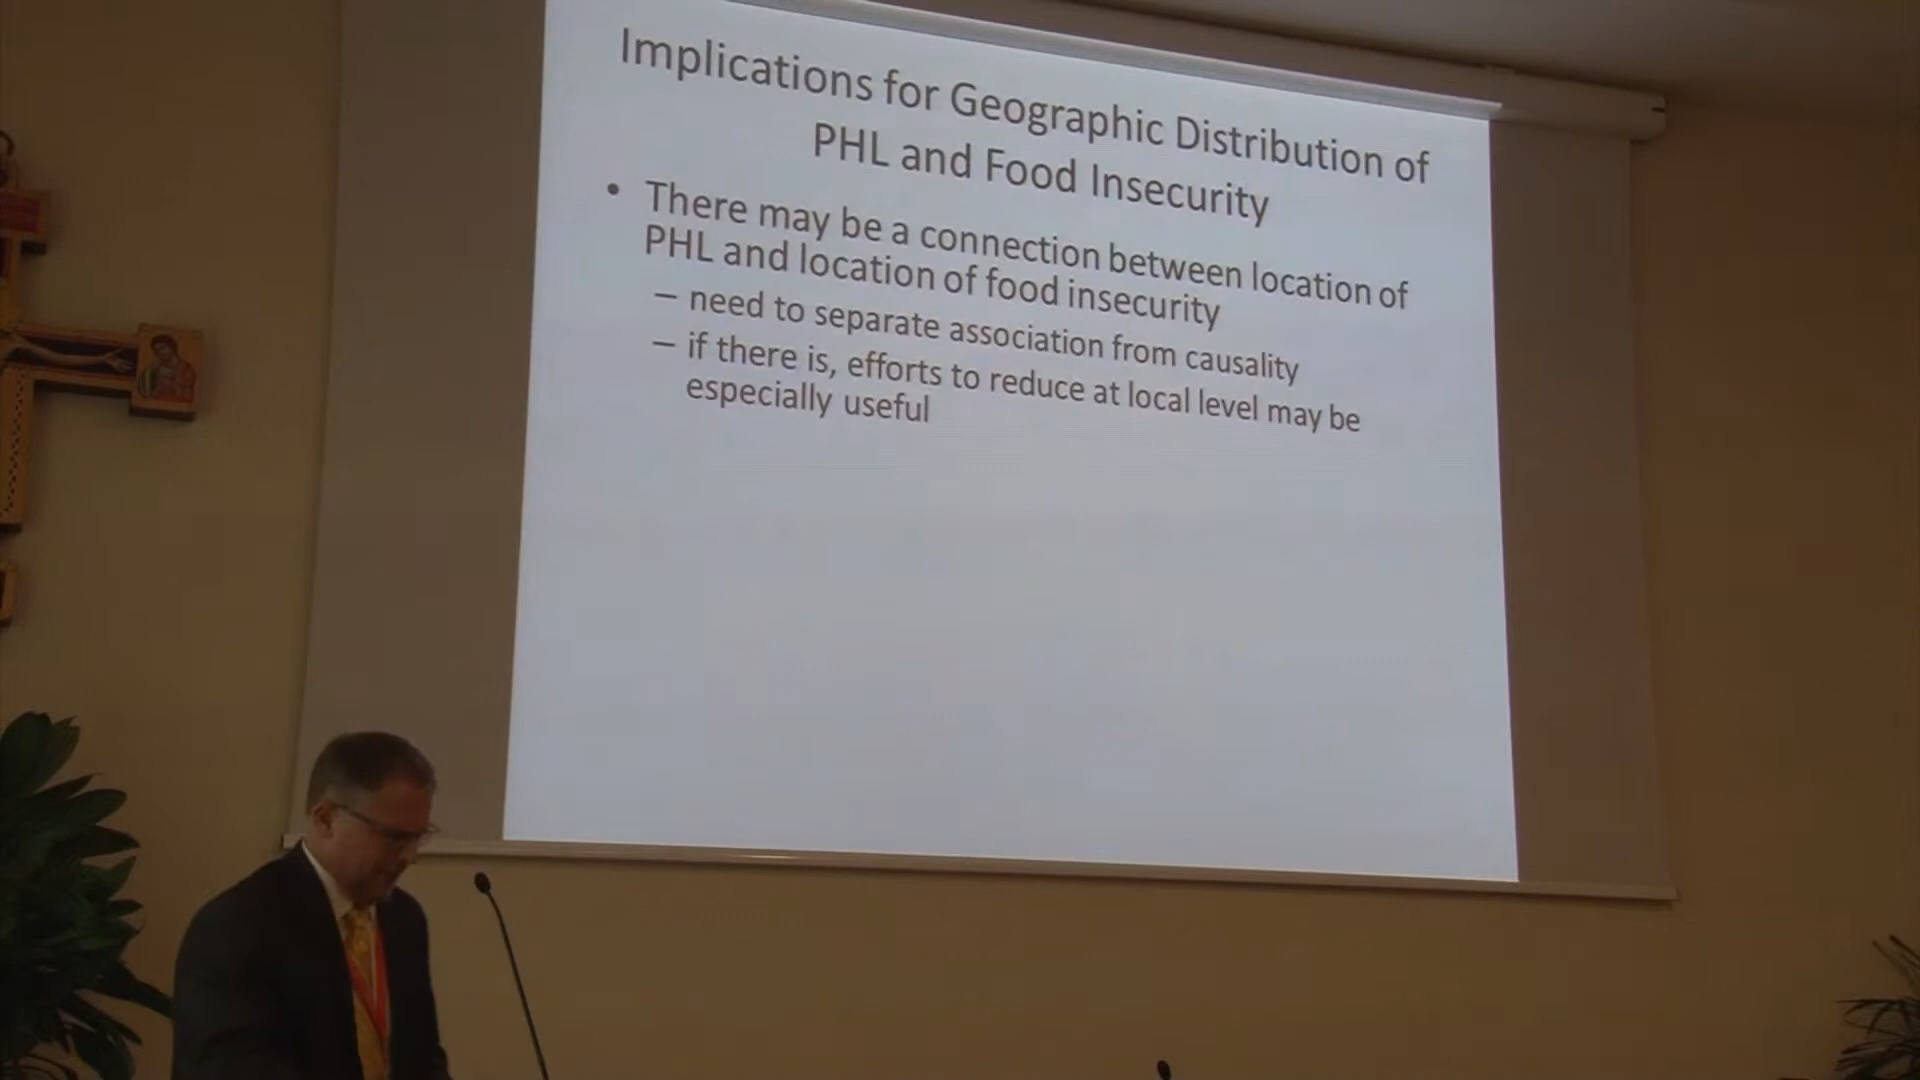 Implications for Geographic Distribution of
PHL and Food Insecurity
• There may be a connection between location of
PHL and location of food insecurity
– need to separate association from causality
– if there is, efforts to reduce at local level may be
especially useful